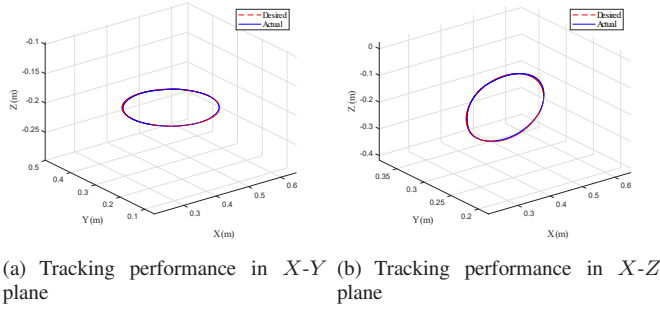 Desired
Actual
-0.1
-0.15
-0.2
-0.25
Z(m)
0.5
0.4
0.3
0.2
0.1
Y(m)
0.3
0.4
0.5
0.6
X(m)
Desired
Actual
0
-0.1
-0.2
-0.3
-0.4
Z(m)
0.35
0.3
0.25
0.2
Y(m)
0.3
0.4
0.5
0.6
X(m)
(a) Tracking performance in X-Y
plane
(b) Tracking performance in X-Z
plane